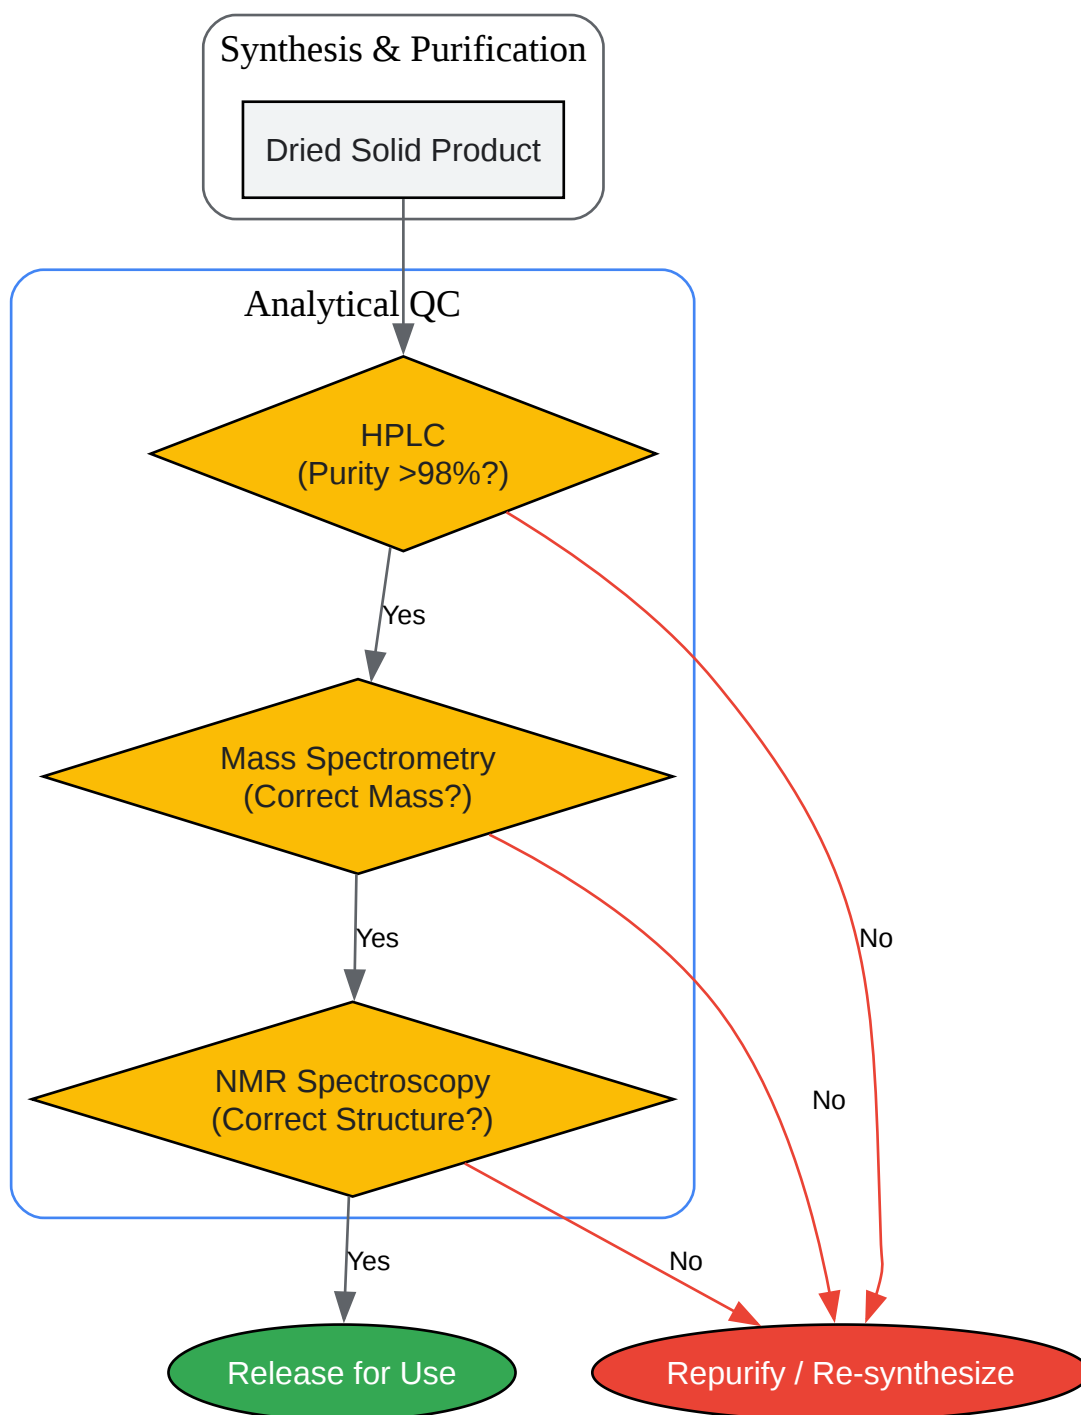 Synthesis & Purification
Dried Solid Product
Analytical QC
HPLC
(Purity >98%?)
Yes
Mass Spectrometry
(Correct Mass?)
Yes
No
NMR Spectroscopy
(Correct Structure?)
No
Yes
No
Release for Use
Repurify / Re-synthesize